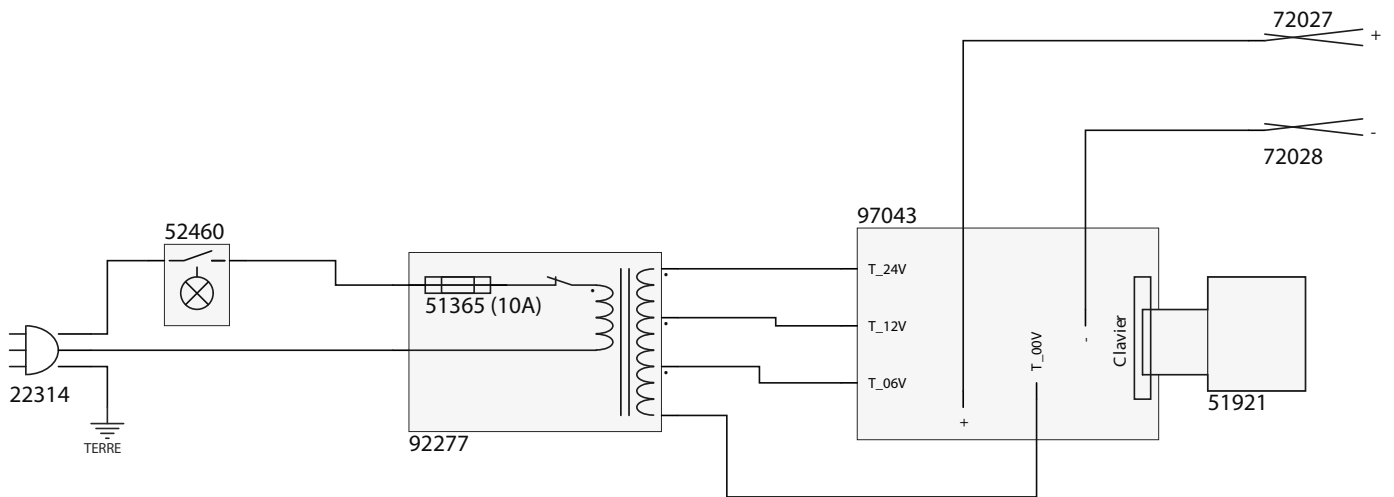 72027
+
-
72028
97043
52460
T_24V
51365 (10A)
T_12V
T_00V
-
Clavier
T_06V
22314
51921
+
TERRE
92277